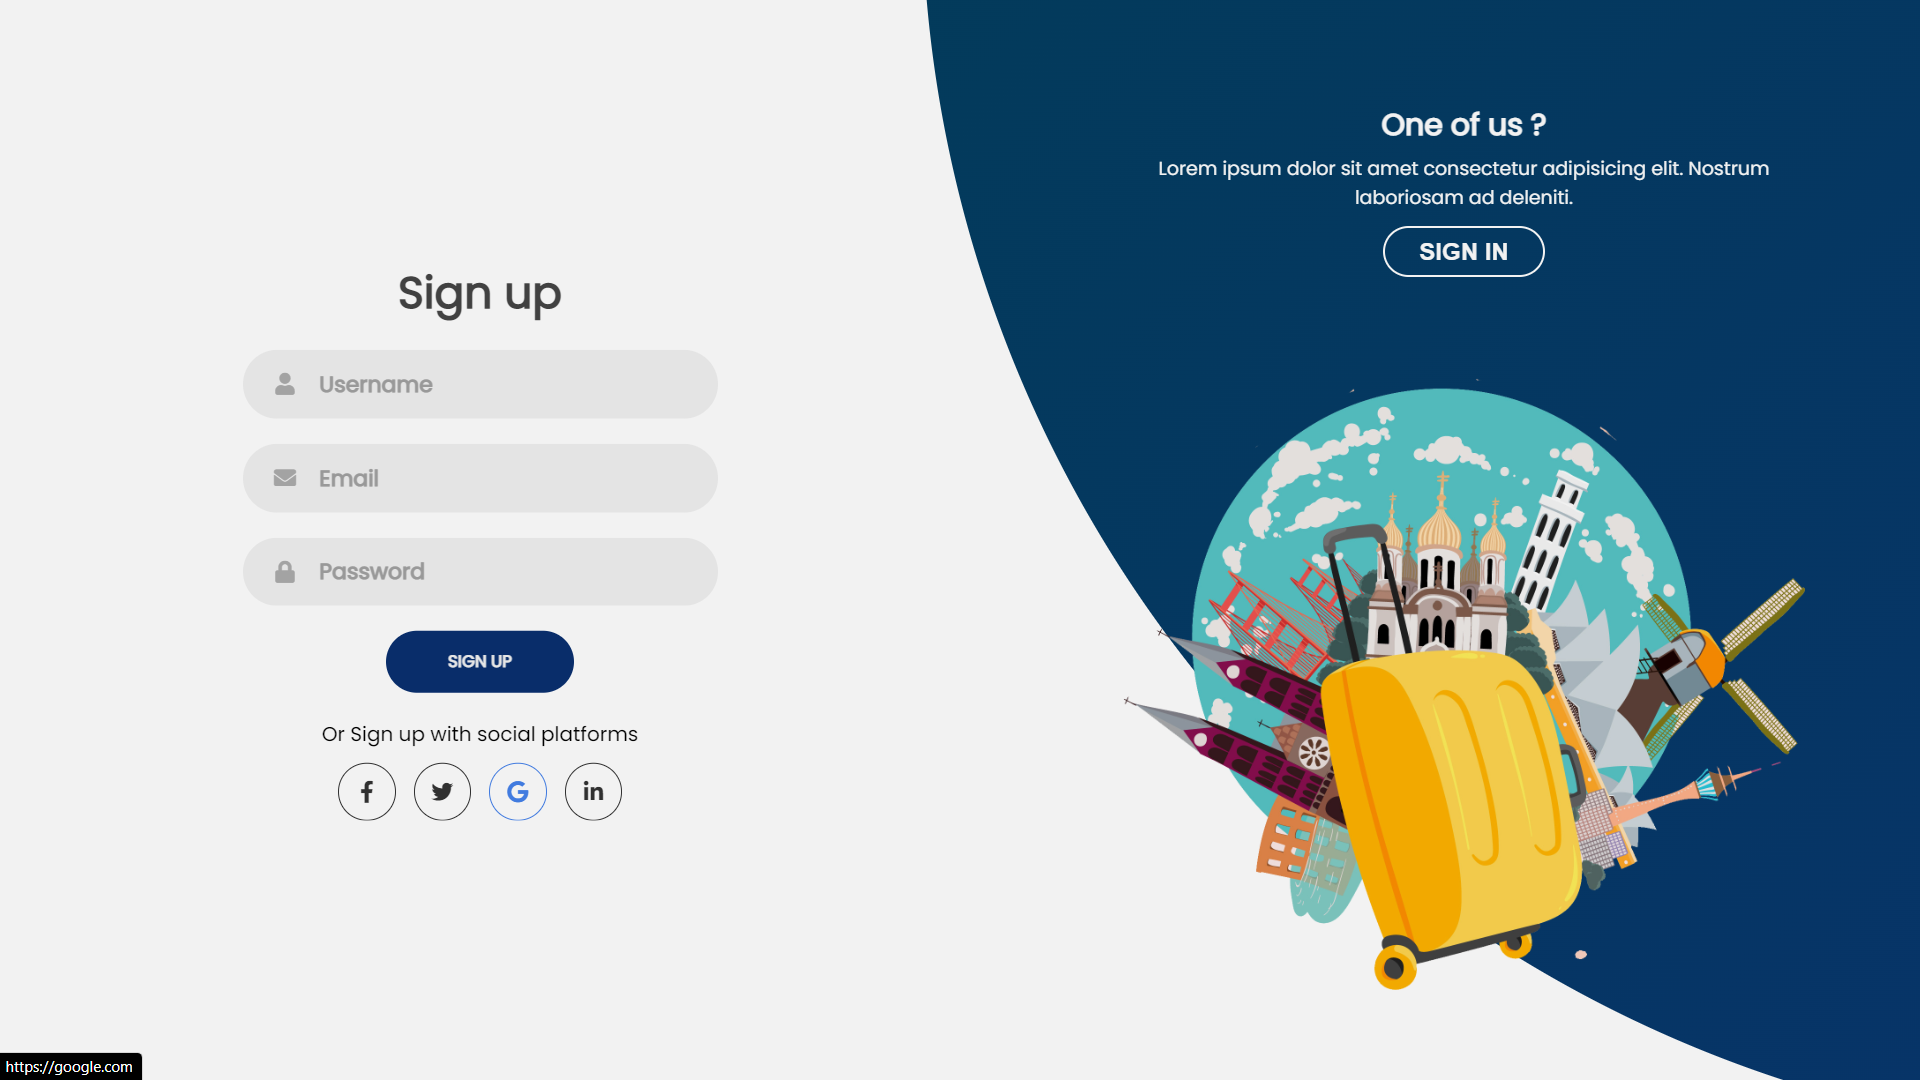 One of us ?
Lorem ipsum dolor sit amet consectetur adipisicing elit. Nostrum
laboriosam ad deleniti.
SIGN IN
Sign up
Username
Email
Password
SIGN UP
Or Sign up with social platforms
https://google.com